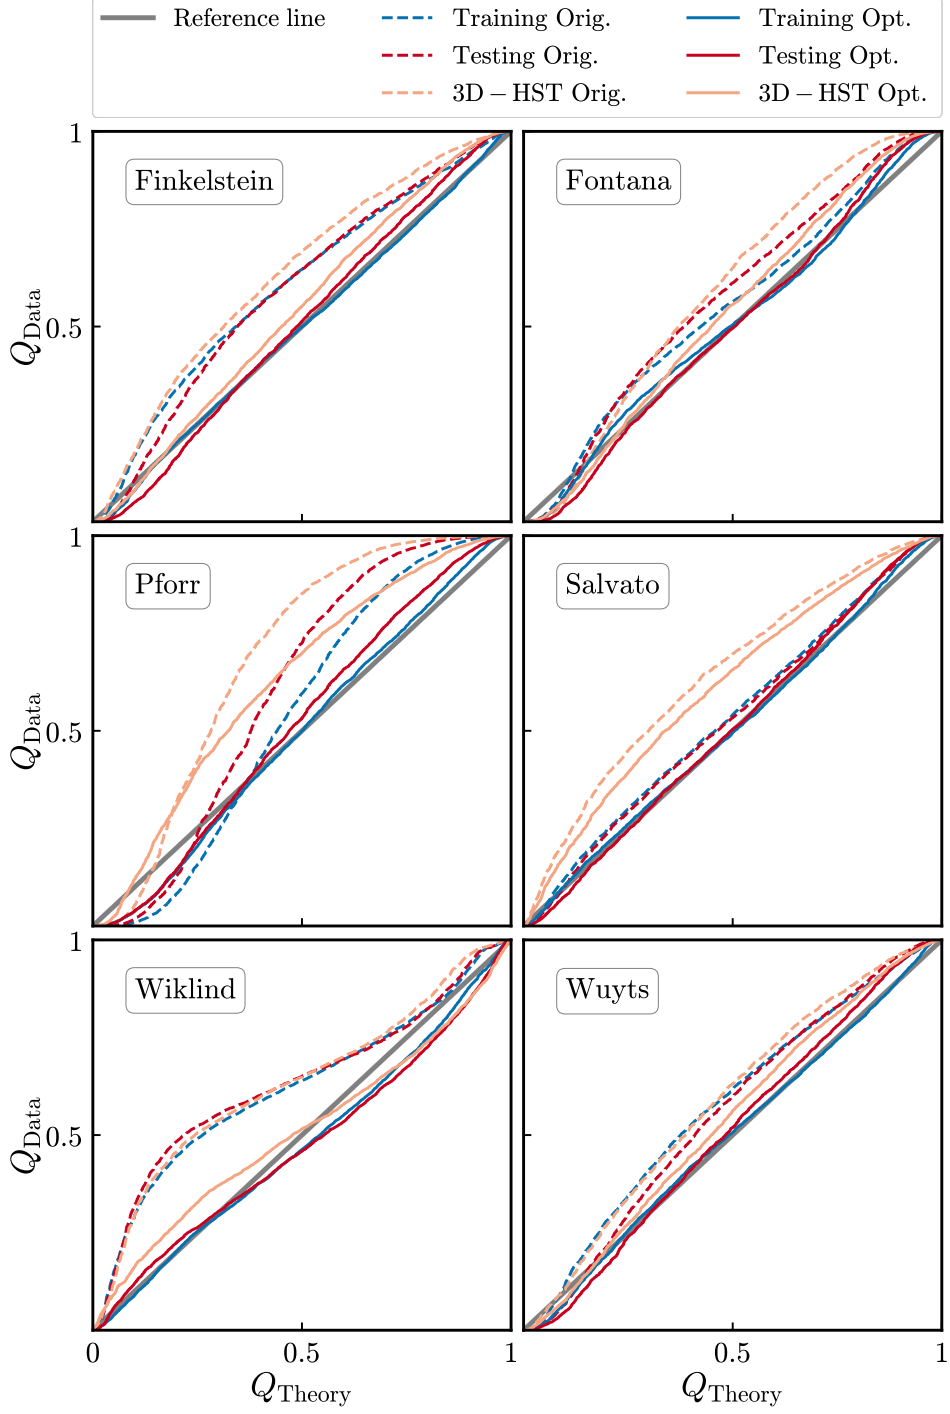 Reference line
Training Orig.
Testing Orig.
3D − HST Orig.
Training Opt.
Testing Opt.
3D − HST Opt.
1
Finkelstein
Fontana
0.5
Q_Data
1
Pforr
Salvato
0.5
Q_Data
1
Wiklind
Wuyts
0.5
Q_Data
0 0.5 1 0.5 1
Q_Theory Q_Theory